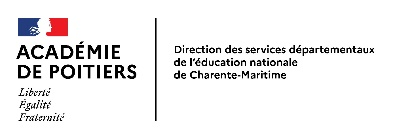 ACADÉMIE
DE POITIERS
Liberté
Égalité
Fraternité
Direction des services départementaux
de l'éducation nationale
de Charente-Maritime